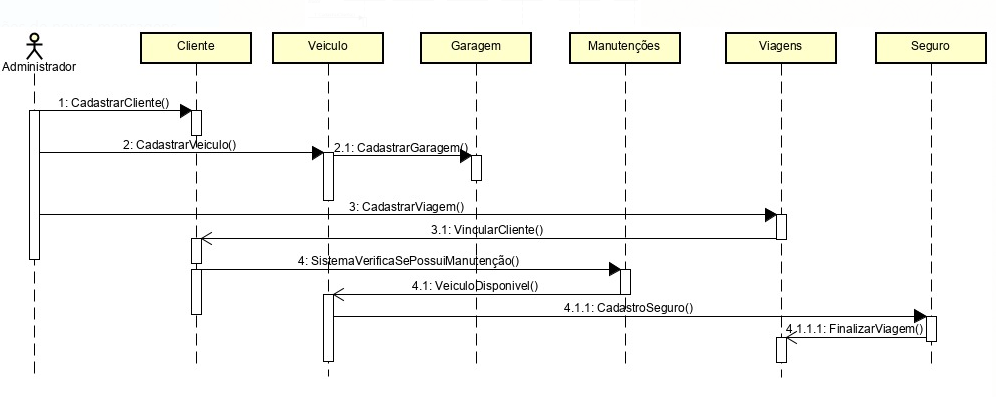 Cliente
Veiculo
Garagem
Manutenções
Viagens
Seguro
Administrador
1: CadastrarCliente()
2: CadastrarVeiculo()
2.1: CadastrarGaragem()
3: CadastrarViagem()
3.1: VincularCliente()
4: SistemaVerificaSePossuiManutenção()
4.1: VeiculoDisponivel()
4.1.1: CadastroSeguro()
4.1.1.1: FinalizarViagem()